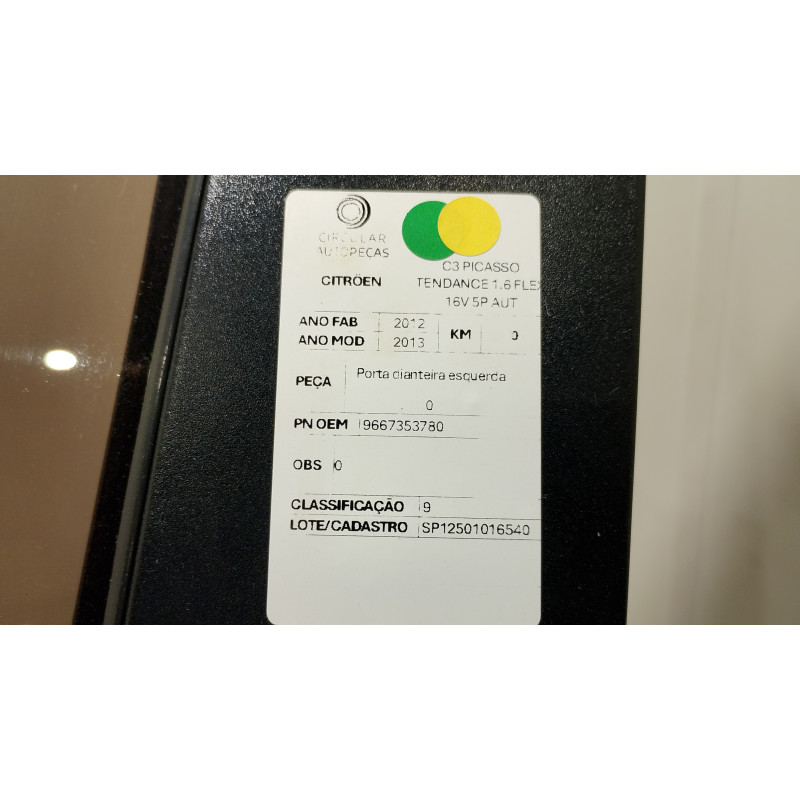 CIRCULAR
AUTOPEÇAS
CITRÖEN
C3 PICASSO
TENDANCE 1.6 FLEX
16V 5P AUT
ANO FAB 2012
ANO MOD 2013
KM 0
PEÇA Porta dianteira esquerda
0
PN OEM 9667353780
OBS 0
CLASSIFICAÇÃO 9
LOTE/CADASTRO SP12501016540